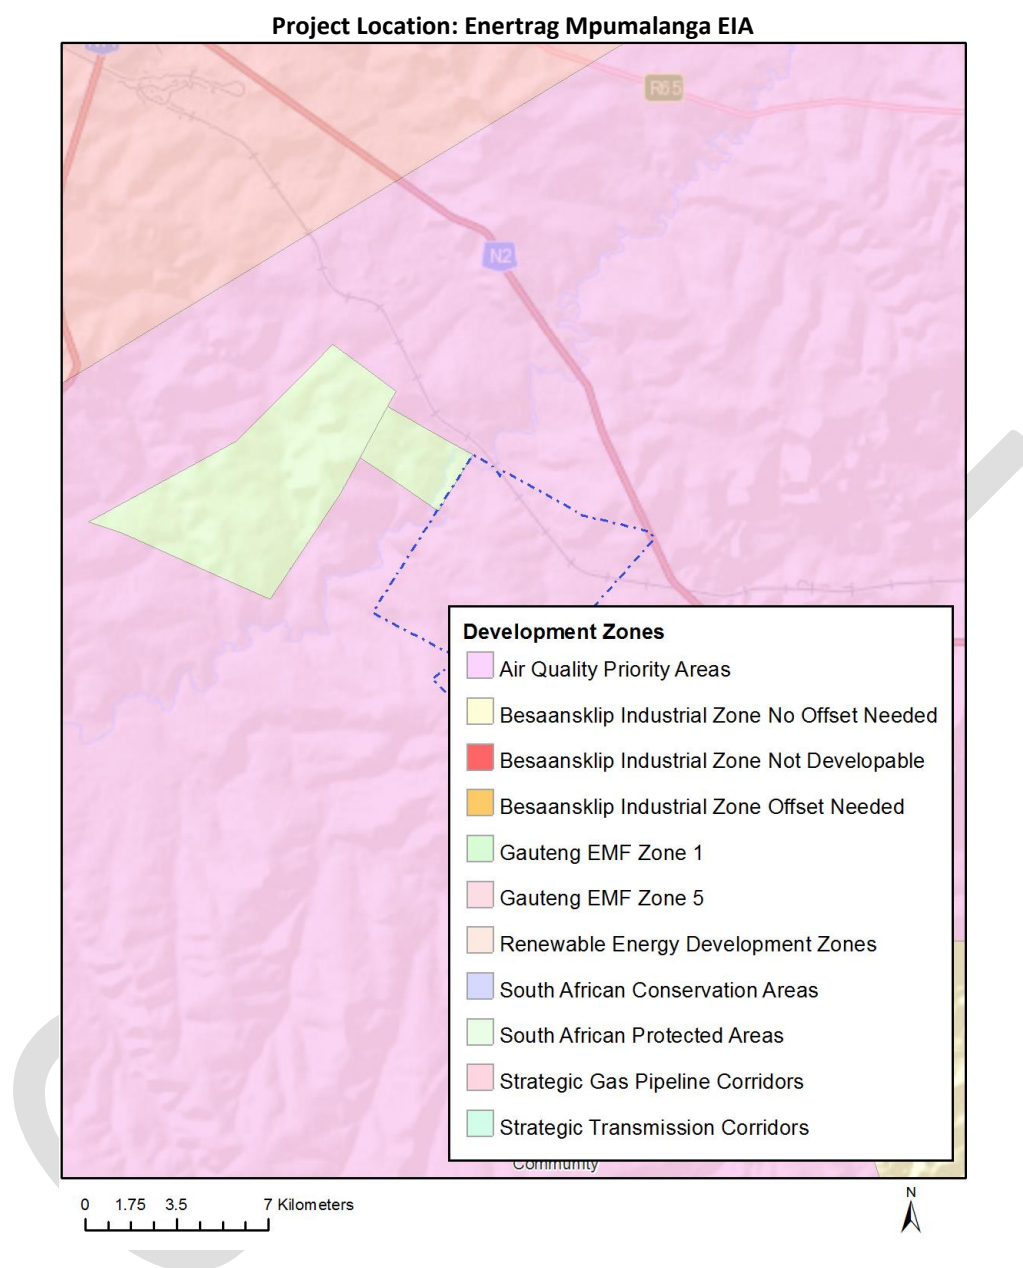 Project Location: Enertrag Mpumalanga EIA
R65
N2
Development Zones
Air Quality Priority Areas
Besaansklip Industrial Zone No Offset Needed
Besaansklip Industrial Zone Not Developable
Besaansklip Industrial Zone Offset Needed
Gauteng EMF Zone 1
Gauteng EMF Zone 5
Renewable Energy Development Zones
South African Conservation Areas
South African Protected Areas
Strategic Gas Pipeline Corridors
Strategic Transmission Corridors
Community
0 1.75 3.5 7 Kilometers
N